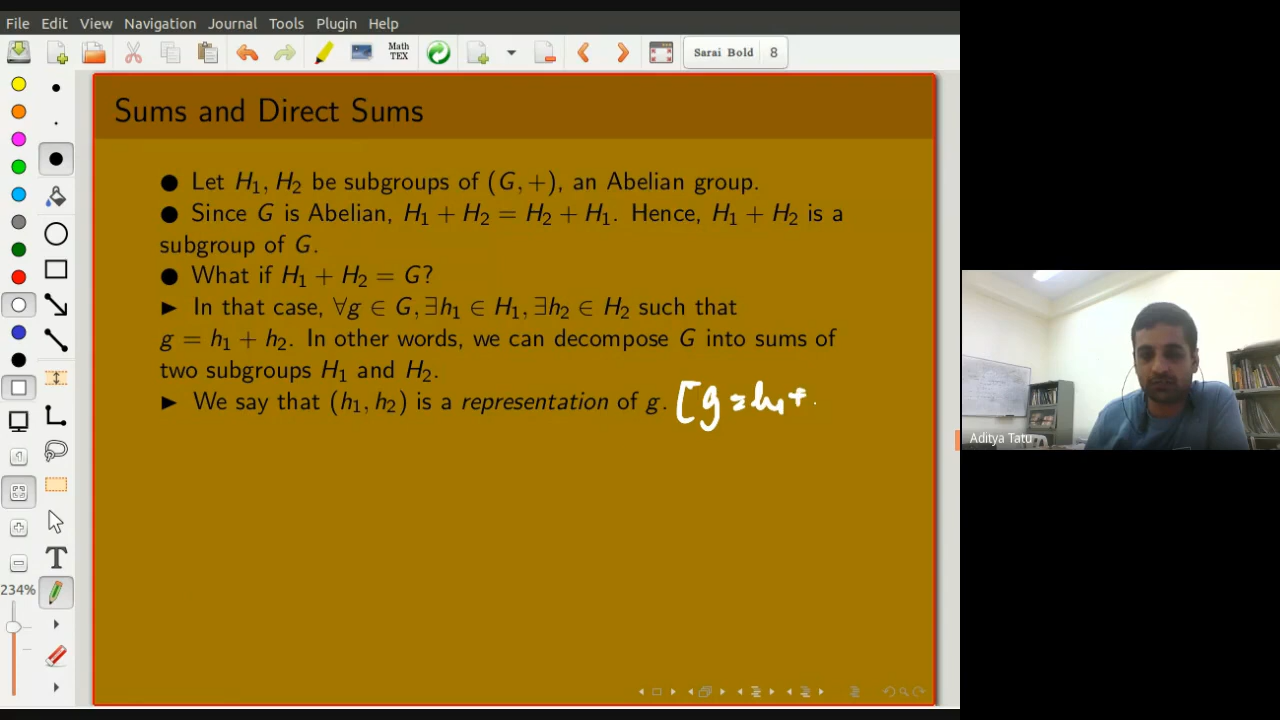 File Edit View Navigation Journal Tools Plugin Help
Math TEX
Sarai Bold 8
Sums and Direct Sums
● Let H₁, H₂ be subgroups of (G, +), an Abelian group.
● Since G is Abelian, H₁ + H₂ = H₂ + H₁. Hence, H₁ + H₂ is a
subgroup of G.
● What if H₁ + H₂ = G?
► In that case, ∀g ∈ G, ∃h₁ ∈ H₁, ∃h₂ ∈ H₂ such that
g = h₁ + h₂. In other words, we can decompose G into sums of
two subgroups H₁ and H₂.
► We say that (h₁, h₂) is a representation of g. [g = h₁ +
234%
Aditya Tatu